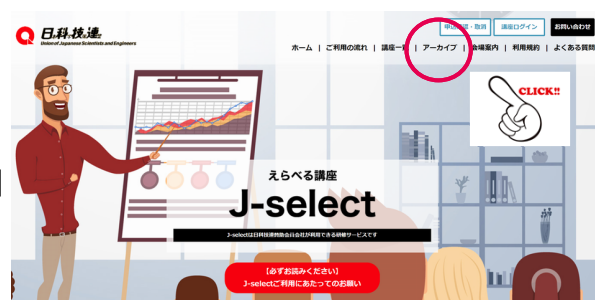 日科技連
Union of Japanese Scientists and Engineers
講座ログイン
お問い合わせ
ホーム | ご利用の流れ | 講座一覧 | アーカイブ | 会場案内 | 利用規約 | よくある質問
CLICK!!
えらべる講座
J-select
J-selectは日科技連賛助会員会社が利用できる研修サービスです
【必ずお読みください】
J-selectご利用にあたってのお願い